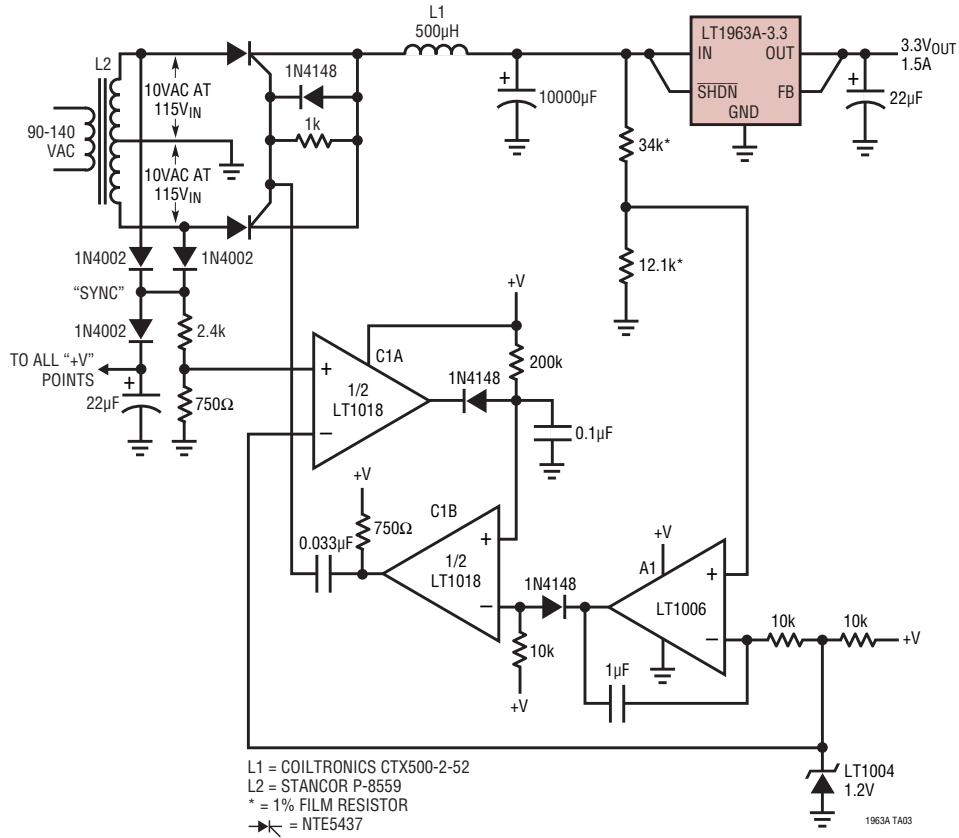 L1
500µH
LT1963A-3.3
IN
OUT
SHDN
FB
GND
3.3VOUT
1.5A
22µF
L2
10VAC AT
115VIN
1N4148
1k
10000µF
90-140
VAC
10VAC AT
115VIN
34k*
12.1k*
1N4002
1N4002
"SYNC"
1N4002
2.4k
TO ALL "+V"
POINTS
22µF
750Ω
+V
C1A
200k
1/2
LT1018
+
–
1N4148
0.1µF
+V
750Ω
C1B
0.033µF
1/2
LT1018
+
–
1N4148
10k
+V
+V
A1
LT1006
+
–
10k
10k
+V
1µF
LT1004
1.2V
L1 = COILTRONICS CTX500-2-52
L2 = STANCOR P-8559
* = 1% FILM RESISTOR
= NTE5437
1963A TA03